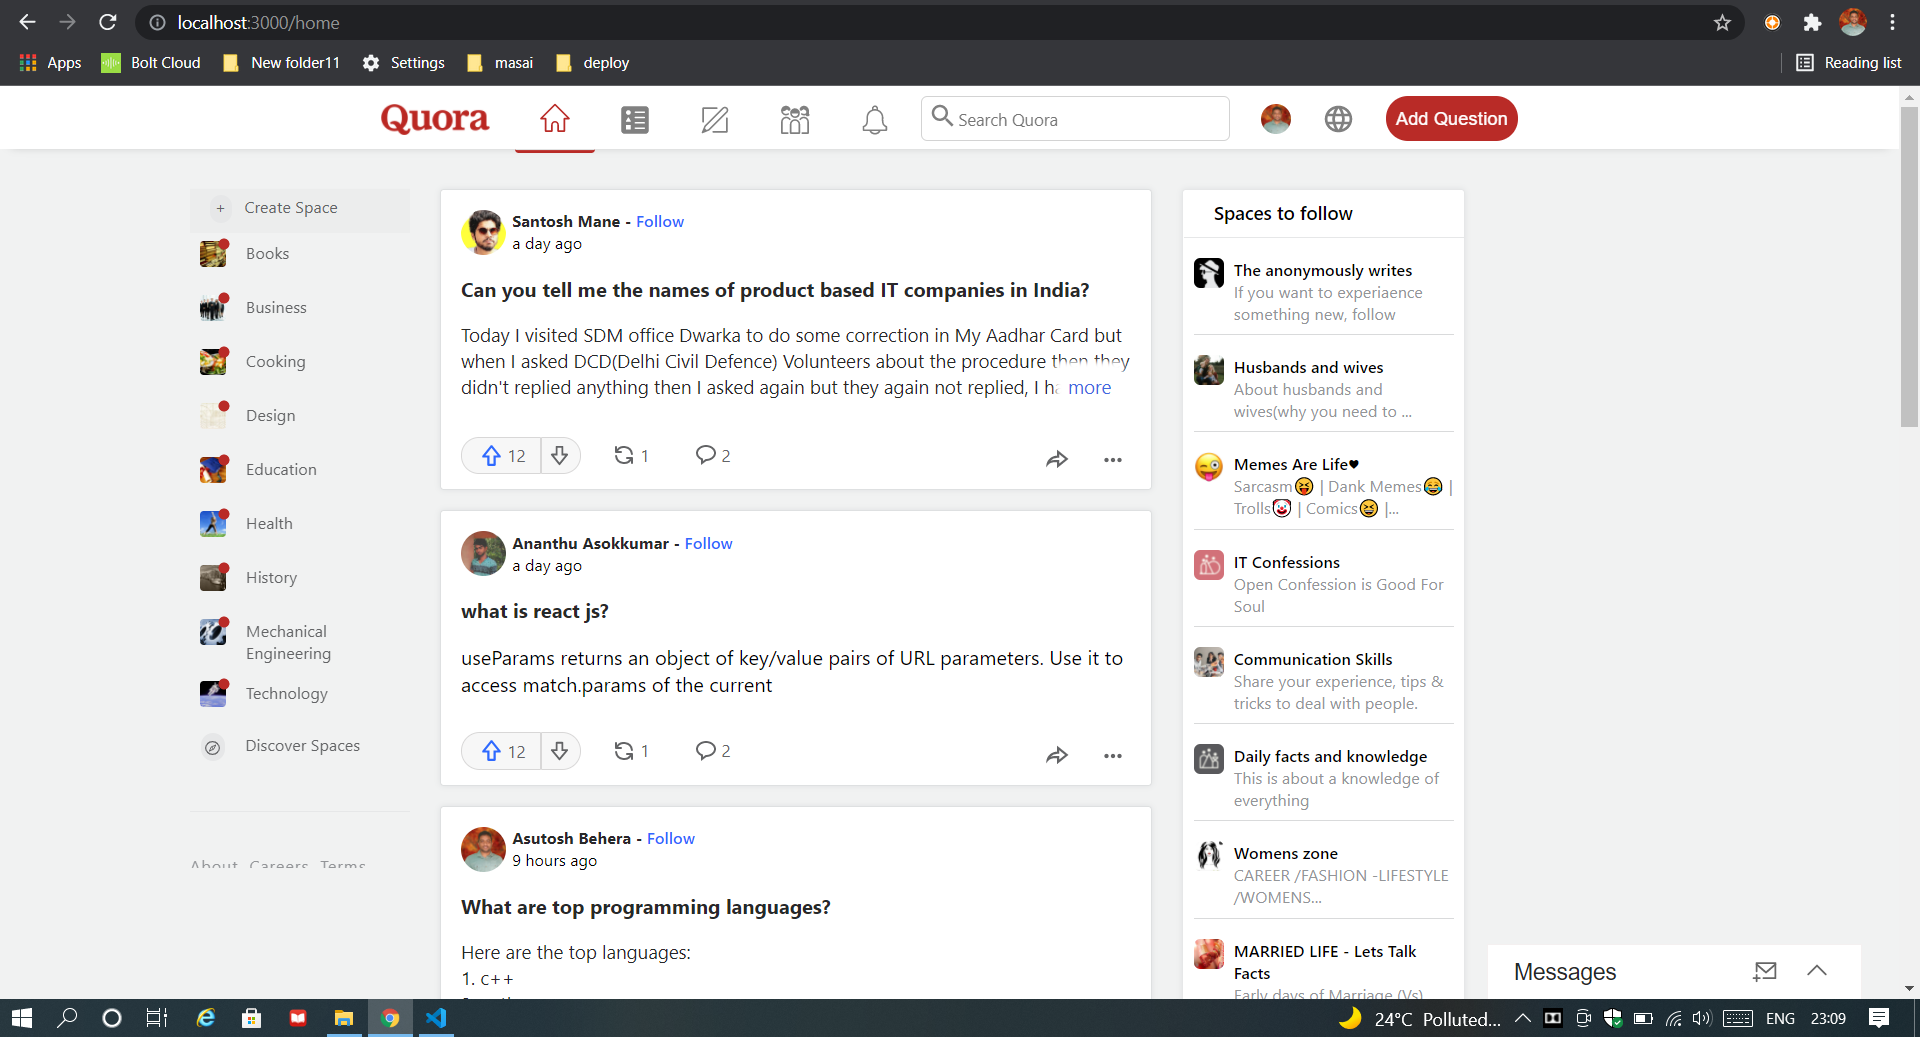 localhost:3000/home
Apps
Bolt Cloud
New folder11
Settings
masai
deploy
Reading list
Quora
Search Quora
Add Question
+ Create Space
Books
Business
Cooking
Design
Education
Health
History
Mechanical
Engineering
Technology
Discover Spaces
About Careers Terms
Santosh Mane - Follow
a day ago
Can you tell me the names of product based IT companies in India?
Today I visited SDM office Dwarka to do some correction in My Aadhar Card but
when I asked DCD(Delhi Civil Defence) Volunteers about the procedure then they
didn't replied anything then I asked again but they again not replied, I ha more
12
1
2
Ananthu Asokkumar - Follow
a day ago
what is react js?
useParams returns an object of key/value pairs of URL parameters. Use it to
access match.params of the current
12
1
2
Asutosh Behera - Follow
9 hours ago
What are top programming languages?
Here are the top languages:
1. c++
Spaces to follow
The anonymously writes
If you want to experiaence
something new, follow
Husbands and wives
About husbands and
wives(why you need to ...
Memes Are Life♥
Sarcasm😝 | Dank Memes😂 |
Trolls🤡 | Comics😆 |...
IT Confessions
Open Confession is Good For
Soul
Communication Skills
Share your experience, tips &
tricks to deal with people.
Daily facts and knowledge
This is about a knowledge of
everything
Womens zone
CAREER /FASHION -LIFESTYLE
/WOMENS...
MARRIED LIFE - Lets Talk
Facts
Early days of Marriage (Vs)
Messages
24°C Polluted...
ENG
23:09